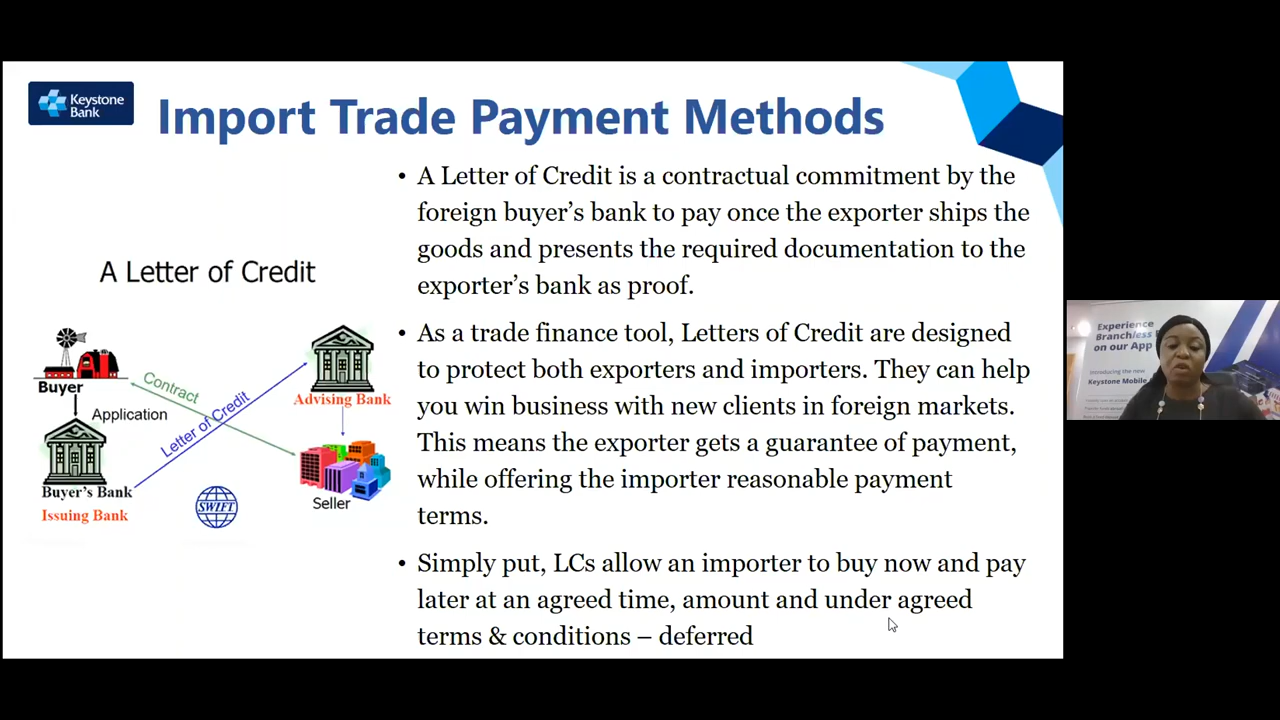 Keystone
Bank
Import Trade Payment Methods
• A Letter of Credit is a contractual commitment by the
foreign buyer’s bank to pay once the exporter ships the
goods and presents the required documentation to the
exporter’s bank as proof.
• As a trade finance tool, Letters of Credit are designed
to protect both exporters and importers. They can help
you win business with new clients in foreign markets.
This means the exporter gets a guarantee of payment,
while offering the importer reasonable payment
terms.
• Simply put, LCs allow an importer to buy now and pay
later at an agreed time, amount and under agreed
terms & conditions – deferred
A Letter of Credit
Buyer
Contract
Application
Letter of Credit
Advising Bank
Buyer's Bank
Issuing Bank
SWIFT
Seller
Experience
Branchless
on our App
Introducing the new
Keystone Mobile